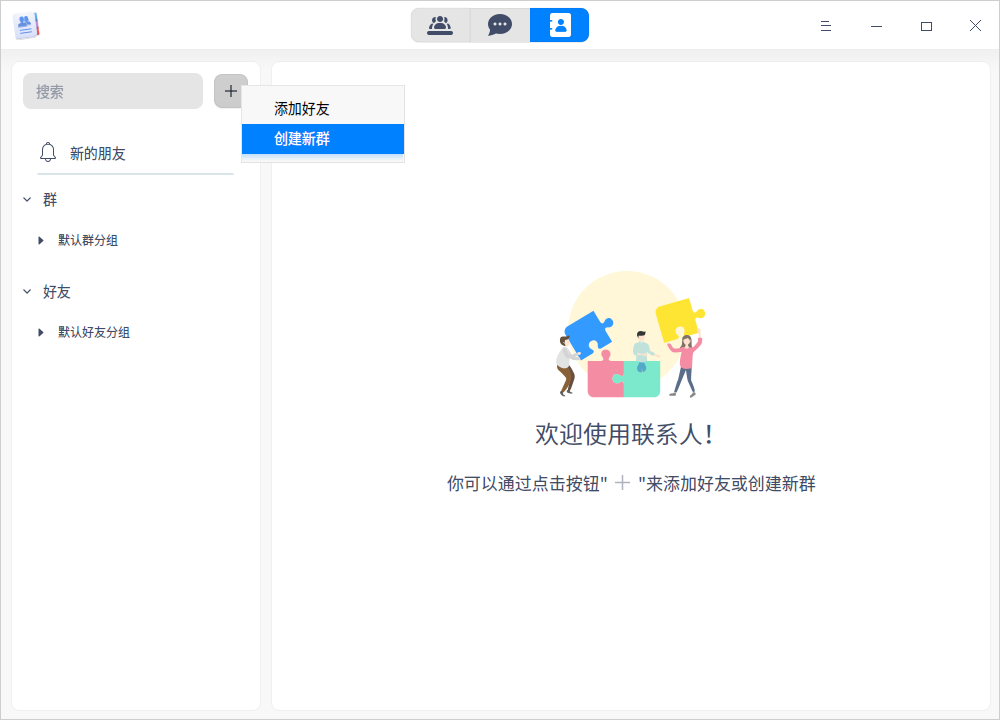 搜索
添加好友
创建新群
新的朋友
群
默认群分组
好友
默认好友分组
欢迎使用联系人！
你可以通过点击按钮" + "来添加好友或创建新群